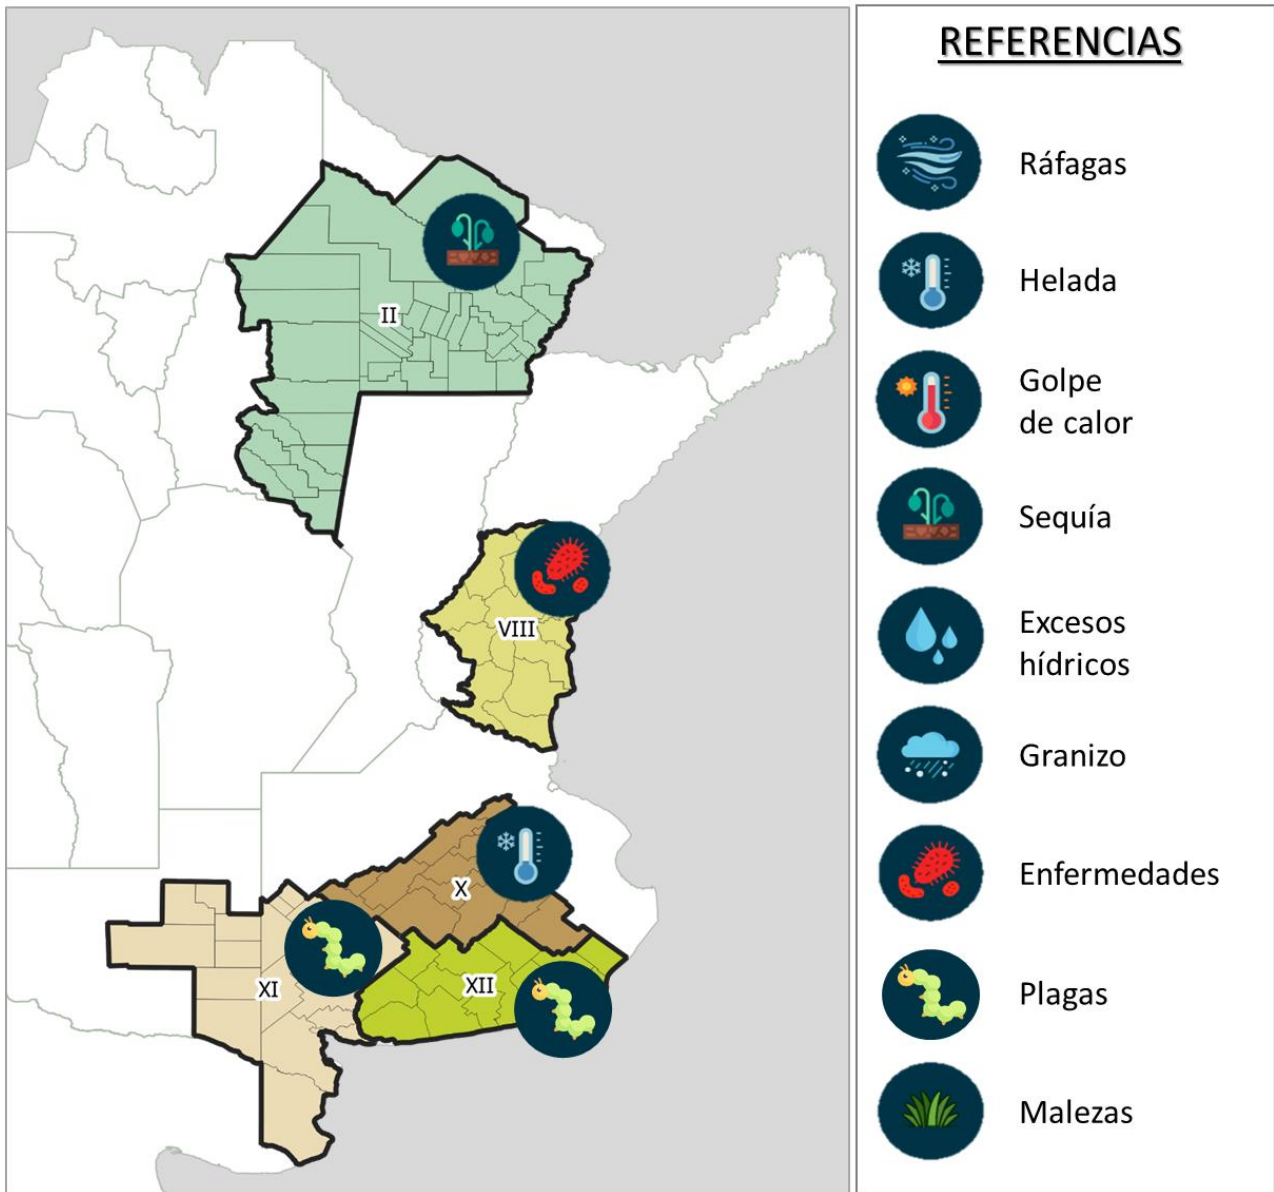 REFERENCIAS
Ráfagas
Helada
Golpe
de calor
Sequía
Excesos
hídricos
Granizo
Enfermedades
Plagas
Malezas
II
VIII
X
XI
XII